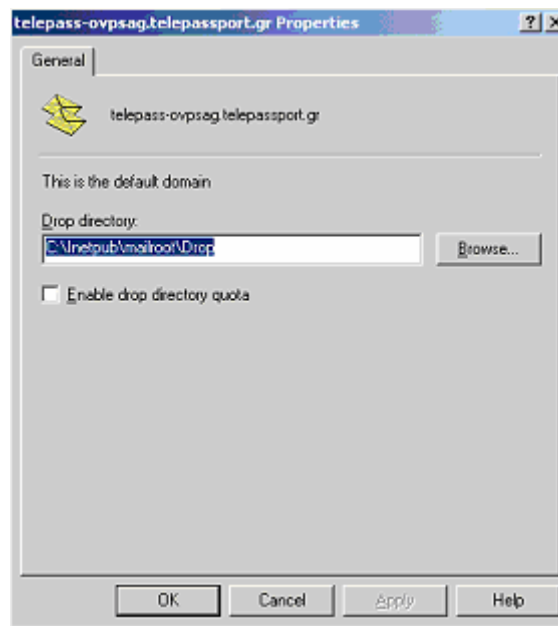 telepass-ovpsag.telepassport.gr Properties
General
telepass-ovpsag.telepassport.gr
This is the default domain
Drop directory:
C:\Inetpub\mailroot\Drop
Browse...
Enable drop directory quota
OK Cancel Apply Help